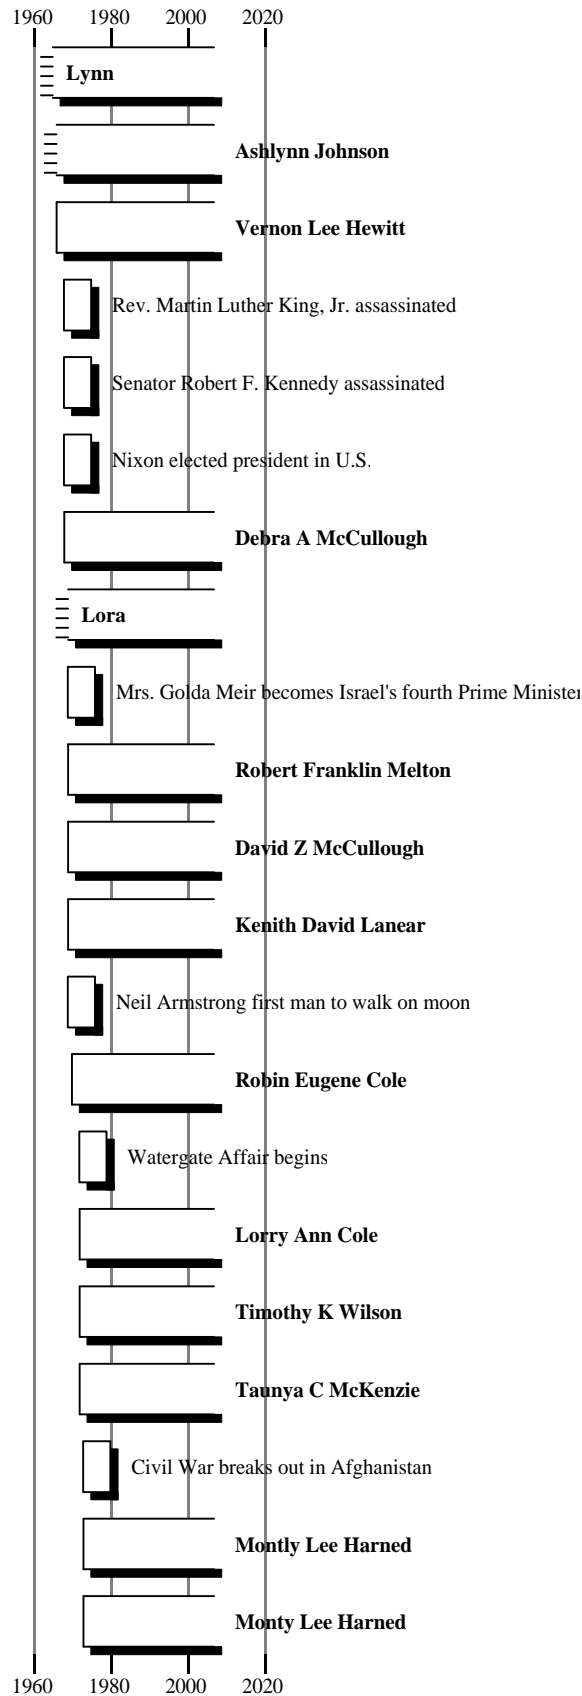 1960 1980 2000 2020
Lynn
Ashlynn Johnson
Vernon Lee Hewitt
Rev. Martin Luther King, Jr. assassinated
Senator Robert F. Kennedy assassinated
Nixon elected president in U.S.
Debra A McCullough
Lora
Mrs. Golda Meir becomes Israel's fourth Prime Minister
Robert Franklin Melton
David Z McCullough
Kenith David Lanear
Neil Armstrong first man to walk on moon
Robin Eugene Cole
Watergate Affair begins
Lorry Ann Cole
Timothy K Wilson
Taunya C McKenzie
Civil War breaks out in Afghanistan
Montly Lee Harned
Monty Lee Harned
1960 1980 2000 2020